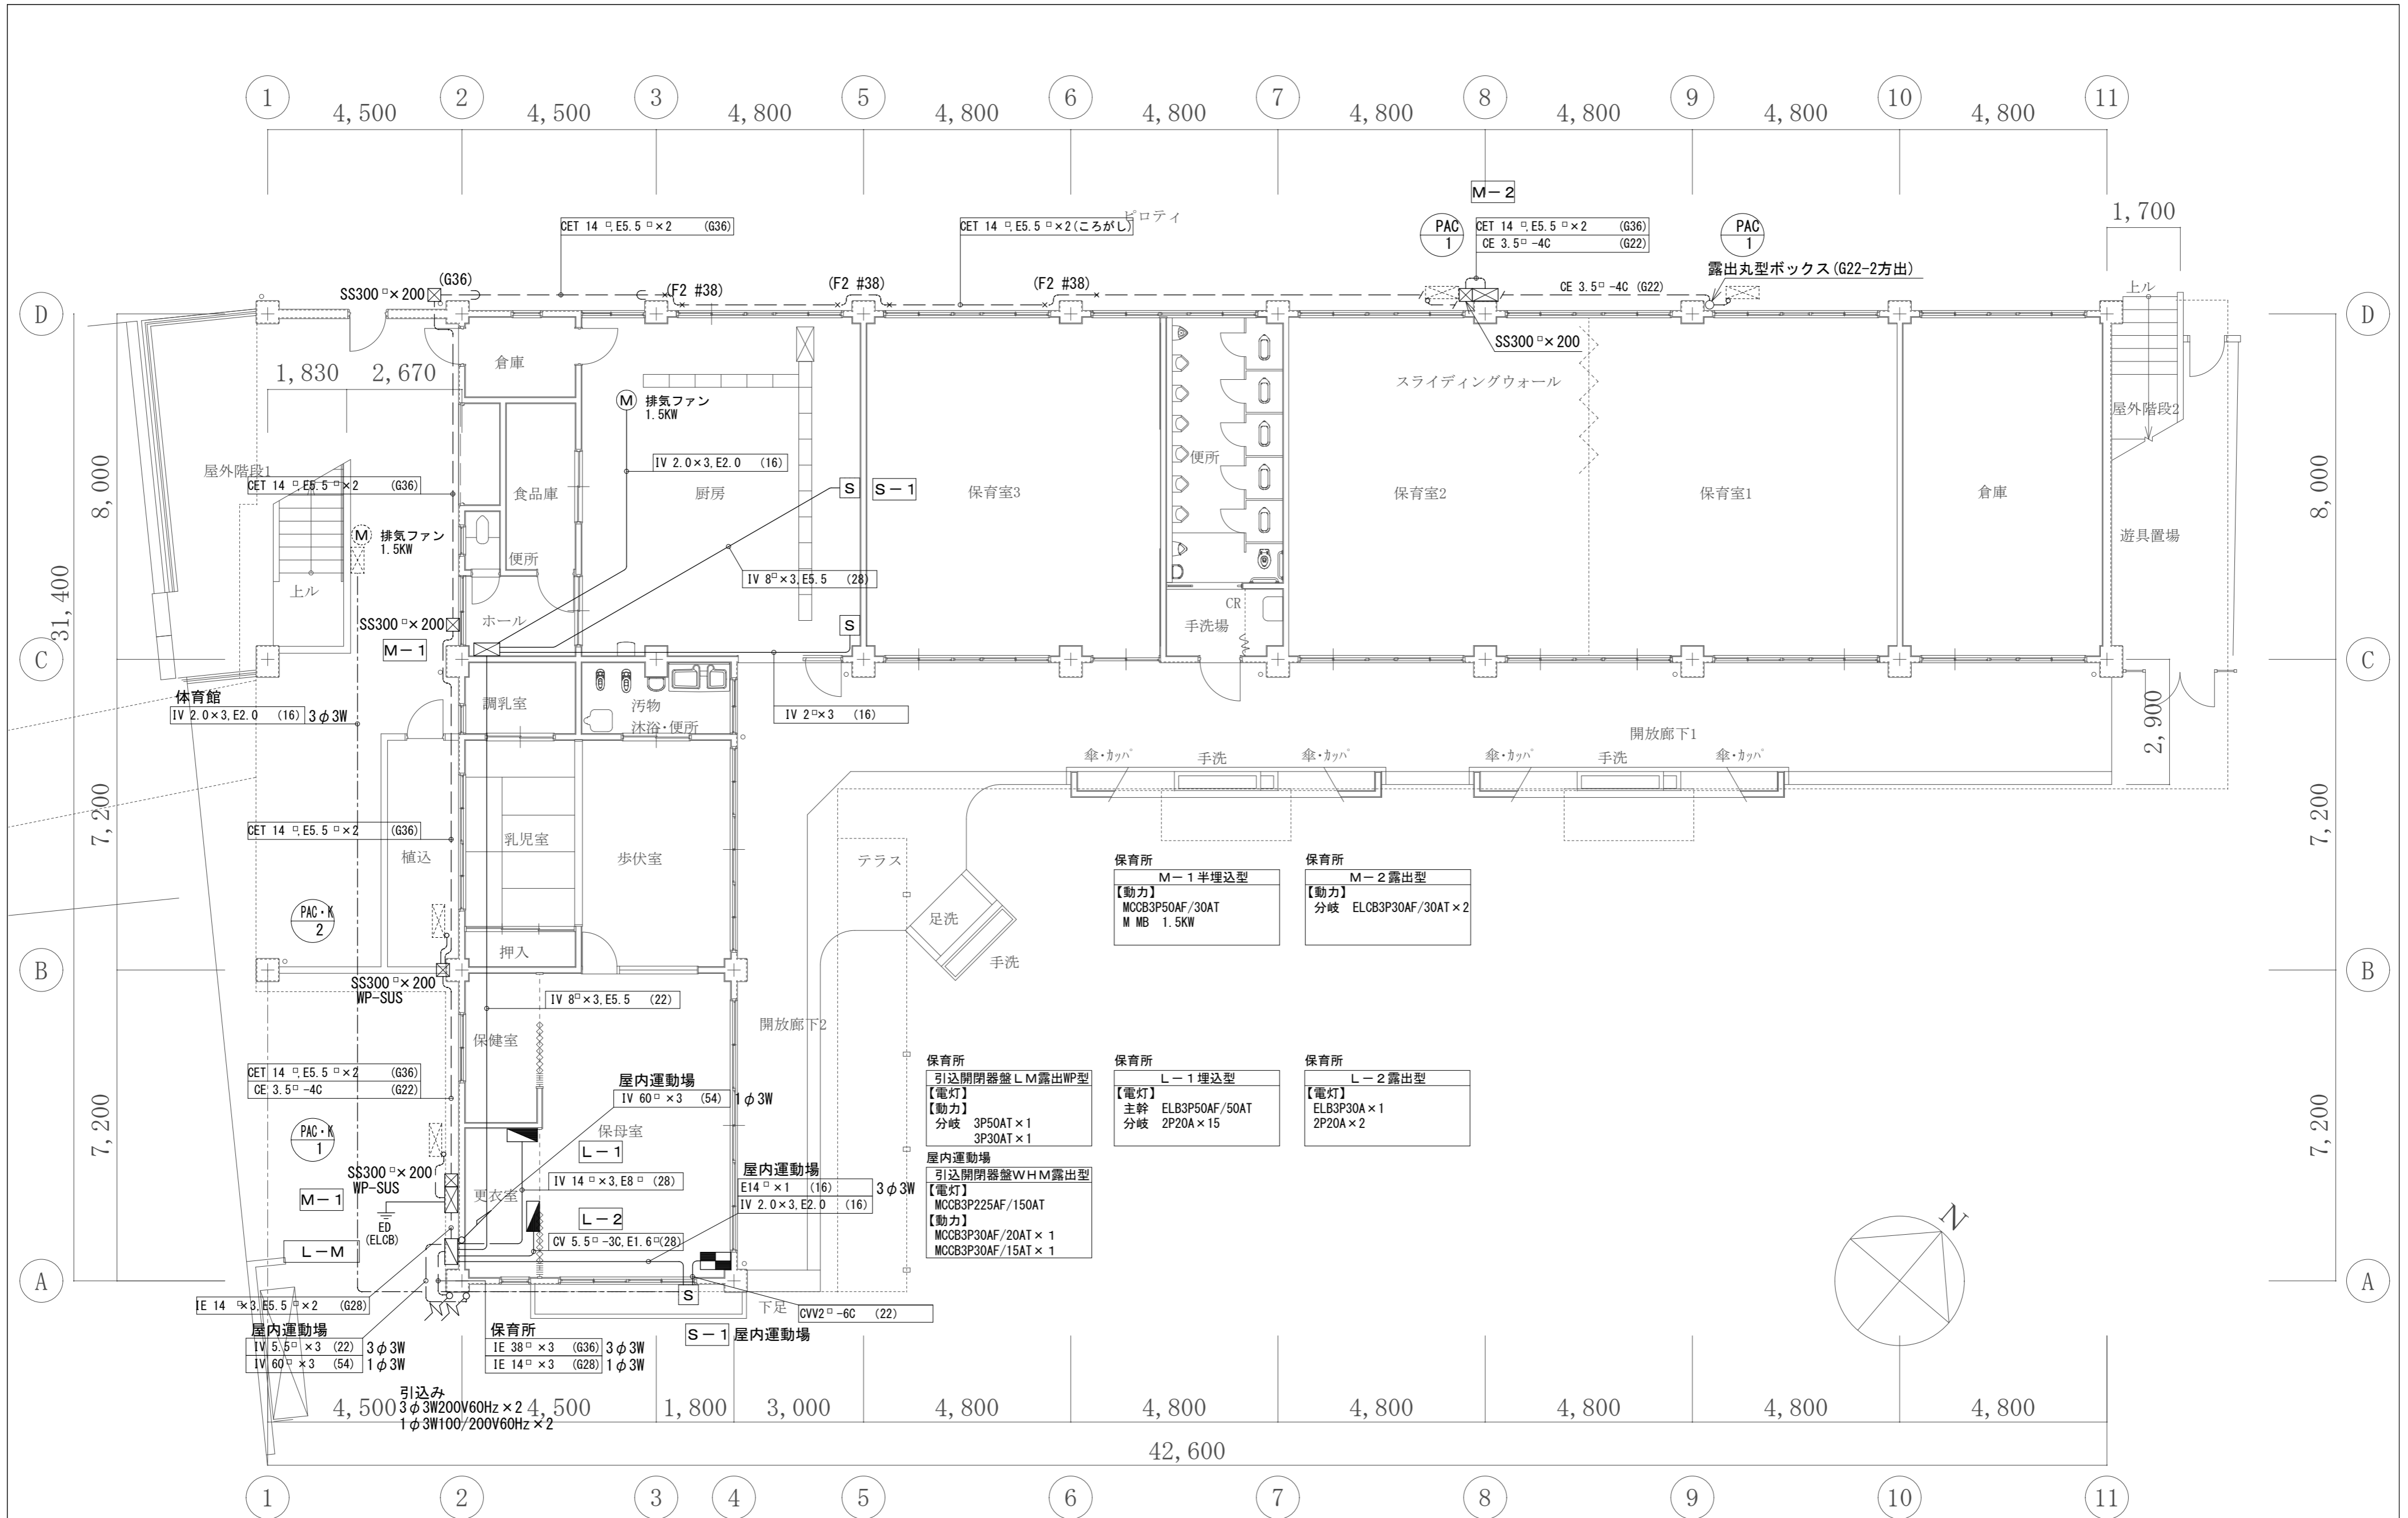 1
2
3
5
6
7
8
9
10
11
4,500
4,500
4,800
4,800
4,800
4,800
4,800
4,800
4,800
M－2
ピロティ
1,700
CET 14 □,E5.5 □×2 (G36)
CET 14 □,E5.5 □×2(ころがし)
PAC
1
CET 14 □,E5.5 □×2 (G36)
CE 3.5□ -4C (G22)
PAC
1
露出丸型ボックス(G22-2方出)
上ル
(G36)
SS300 □×200
(F2 #38)
(F2 #38)
(F2 #38)
CE 3.5□ -4C (G22)
D
D
SS300 □×200
倉庫
1,830
2,670
スライディングウォール
M
排気ファン
1.5KW
屋外階段2
8,000
8,000
屋外階段1
CET 14 □,E5.5 □×2 (G36)
IV 2.0×3,E2.0 (16)
便所
食品庫
厨房
S
S－1
保育室3
保育室2
保育室1
倉庫
M
排気ファン
1.5KW
遊具置場
便所
IV 8□×3,E5.5 (28)
上ル
31,400
CR
SS300 □×200
ホール
S
手洗場
M－1
C
C
体育館
IV 2.0×3,E2.0 (16)
3φ3W
調乳室
汚物
沐浴・便所
IV 2□×3 (16)
2,900
開放廊下1
傘・カッパ
手洗
傘・カッパ
傘・カッパ
手洗
傘・カッパ
7,200
7,200
CET 14 □,E5.5 □×2 (G36)
植込
乳児室
歩伏室
テラス
保育所
M－1半埋込型
【動力】
MCCB3P50AF/30AT
M MB 1.5KW
保育所
M－2露出型
【動力】
分岐 ELCB3P30AF/30AT×2
PAC・K
2
足洗
押入
手洗
B
B
SS300 □×200
WP-SUS
IV 8□×3,E5.5 (22)
保健室
開放廊下2
CET 14 □,E5.5 □×2 (G36)
CE 3.5□ -4C (G22)
屋内運動場
IV 60□ ×3 (54)
1φ3W
保育所
引込開閉器盤LM露出WP型
【電灯】
【動力】
分岐 3P50AT×1
3P30AT×1
保育所
L－1埋込型
【電灯】
主幹 ELB3P50AF/50AT
分岐 2P20A×15
保育所
L－2露出型
【電灯】
ELB3P30A×1
2P20A×2
7,200
7,200
PAC・K
1
保母室
L－1
屋内運動場
引込開閉器盤WHM露出型
【電灯】
MCCB3P225AF/150AT
【動力】
MCCB3P30AF/20AT× 1
MCCB3P30AF/15AT× 1
SS300 □×200
WP-SUS
IV 14 □×3,E8□ (28)
屋内運動場
E14□ ×1 (16)
IV 2.0×3,E2.0 (16)
3φ3W
M－1
更衣室
ED
(ELCB)
L－2
CV 5.5□ -3C,E1.6□(28)
L－M
N
A
A
S
IE 14 □×3,E5.5 □×2 (G28)
下足
CVV2□ -6C (22)
屋内運動場
IV 5.5□ ×3 (22) 3φ3W
IV 60□ ×3 (54) 1φ3W
保育所
IE 38□ ×3 (G36) 3φ3W
IE 14□ ×3 (G28) 1φ3W
S－1
屋内運動場
引込み
3φ3W200V60Hz×2
1φ3W100/200V60Hz×2
4,500
4,500
1,800
3,000
4,800
4,800
4,800
4,800
4,800
4,800
42,600
1
2
3
4
5
6
7
8
9
10
11